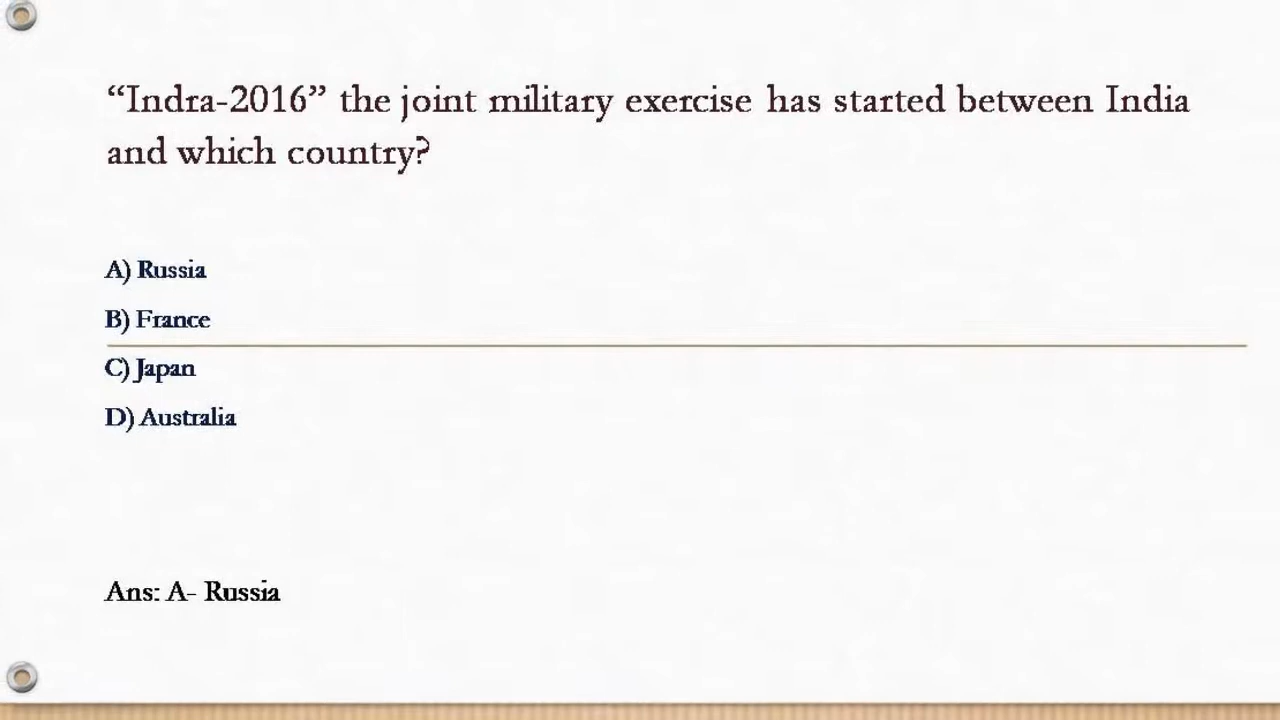 “Indra-2016” the joint military exercise has started between India
and which country?
A) Russia
B) France
C) Japan
D) Australia
Ans: A- Russia